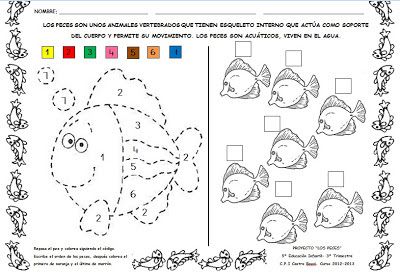 NOMBRE:
LOS PECES SON UNOS ANIMALES VERTEBRADOS QUE TIENEN ESQUELETO INTERNO QUE ACTÚA COMO SOPORTE
DEL CUERPO Y PERMITE SU MOVIMIENTO. LOS PECES SON ACUÁTICOS, VIVEN EN EL AGUA.
1 2 3 4 5 6 7
7
7
2
3
1
4
5
6
2
1
2
Repasa el pez y colorea siguiendo el código.
Escribe el orden de los peces, después colorea el
primero de naranja y el último de marrón.
PROYECTO "LOS PECES"
5º Educación Infantil- 3º Trimestre
C.P.I Castro Curso 2012-2013